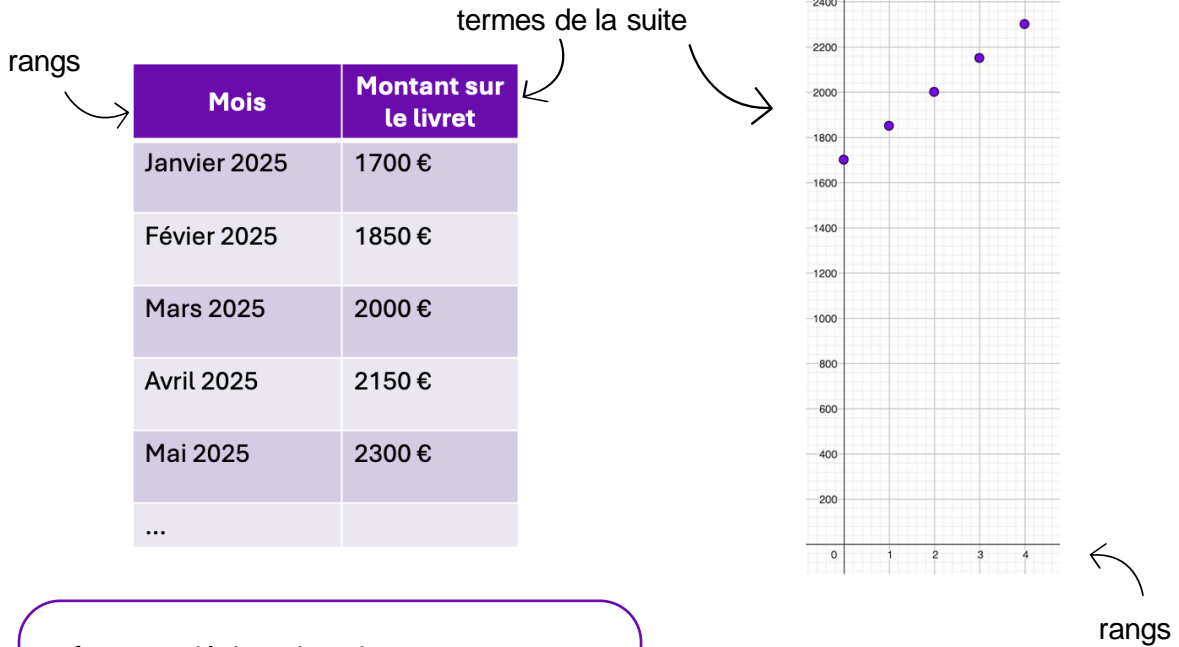 termes de la suite
rangs
Mois
Montant sur
le livret
Janvier 2025
1700 €
Févier 2025
1850 €
Mars 2025
2000 €
Avril 2025
2150 €
Mai 2025
2300 €
...
2400
2200
2000
1800
1600
1400
1200
1000
800
600
400
200
0
1
2
3
4
rangs